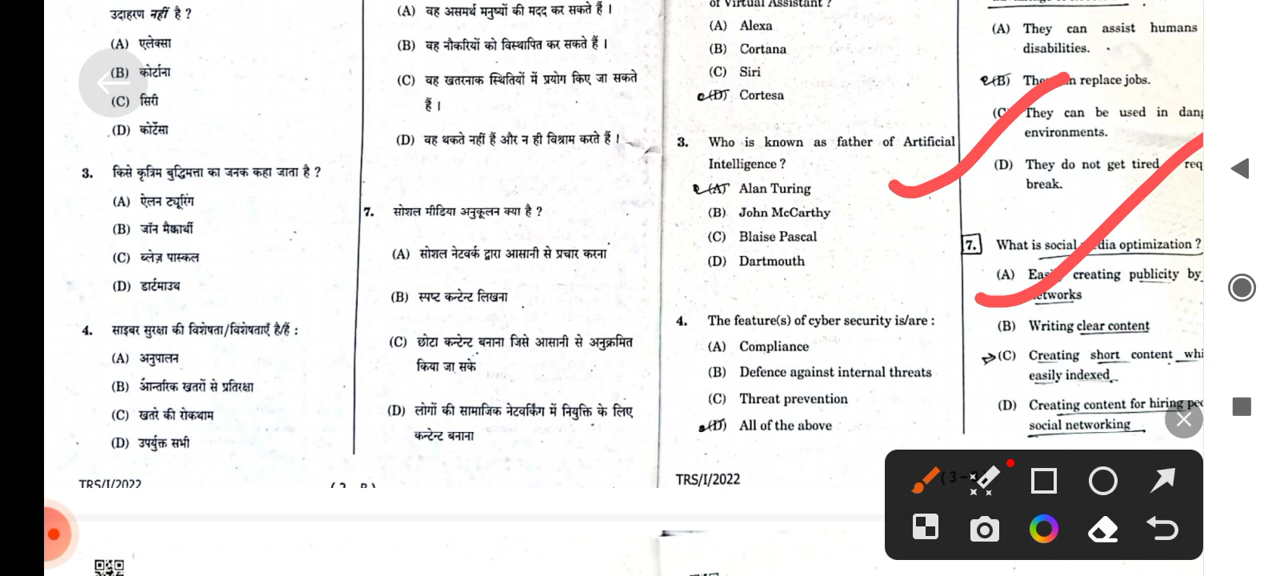 उदाहरण नहीं है ?
(A) एलेक्सा
(B) कोर्टाना
(C) सिरी
(D) कोर्टेसा
3. किसे कृत्रिम बुद्धिमत्ता का जनक कहा जाता है ?
(A) ऐलन ट्यूरिंग
(B) जॉन मैकार्थी
(C) ब्लेज़ पास्कल
(D) डार्टमाउथ
4. साइबर सुरक्षा की विशेषता/विशेषताएँ है/हैं :
(A) अनुपालन
(B) आन्तरिक खतरों से प्रतिरक्षा
(C) खतरे की रोकथाम
(D) उपर्युक्त सभी
TRS/I/2022
(A) वह असमर्थ मनुष्यों की मदद कर सकते हैं ।
(B) वह नौकरियों को विस्थापित कर सकते हैं ।
(C) वह खतरनाक स्थितियों में प्रयोग किए जा सकते
हैं ।
(D) वह थकते नहीं हैं और न ही विश्राम करते हैं ।
7. सोशल मीडिया अनुकूलन क्या है ?
(A) सोशल नेटवर्क द्वारा आसानी से प्रचार करना
(B) स्पष्ट कन्टेन्ट लिखना
(C) छोटा कन्टेन्ट बनाना जिसे आसानी से अनुक्रमित
किया जा सके
(D) लोगों की सामाजिक नेटवर्किंग में नियुक्ति के लिए
कन्टेन्ट बनाना
of Virtual Assistant ?
(A) Alexa
(B) Cortana
(C) Siri
(D) Cortesa
3. Who is known as father of Artificial
Intelligence ?
(A) Alan Turing
(B) John McCarthy
(C) Blaise Pascal
(D) Dartmouth
4. The feature(s) of cyber security is/are :
(A) Compliance
(B) Defence against internal threats
(C) Threat prevention
(D) All of the above
TRS/I/2022
(A) They can assist humans
disabilities.
(B) replace jobs.
They can be used in
environments.
(D) They do not get tired
break.
7. What is social optimization ?
(A) creating publicity by
(B) Writing clear content
(C) Creating short content
easily indexed
(D) Creating content for hiring
social networking